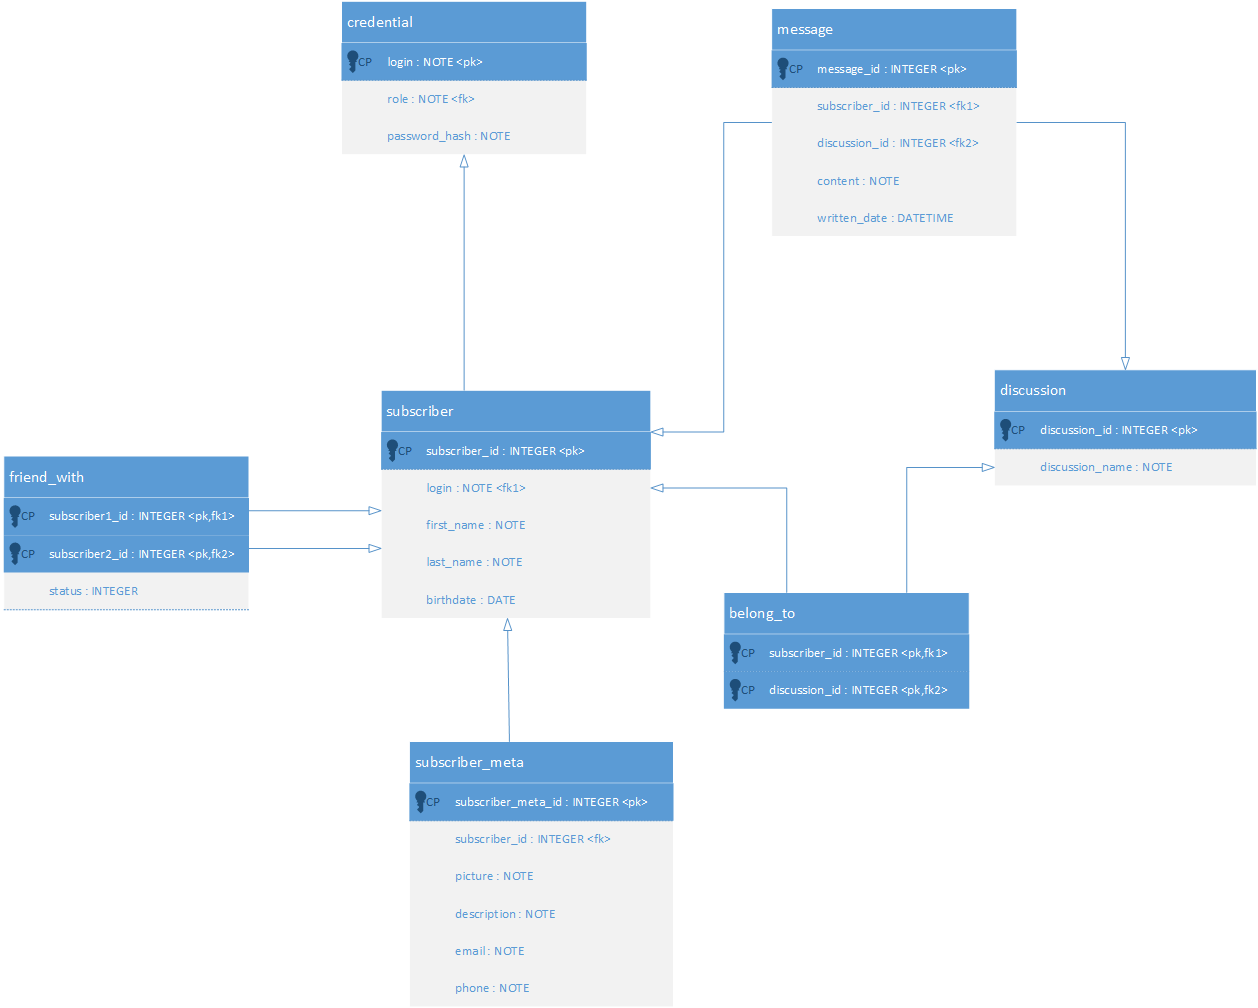 credential
CP login : NOTE <pk>
role : NOTE <fk>
password_hash : NOTE
message
CP message_id : INTEGER <pk>
subscriber_id : INTEGER <fk1>
discussion_id : INTEGER <fk2>
content : NOTE
written_date : DATETIME
subscriber
CP subscriber_id : INTEGER <pk>
login : NOTE <fk1>
first_name : NOTE
last_name : NOTE
birthdate : DATE
discussion
CP discussion_id : INTEGER <pk>
discussion_name : NOTE
friend_with
CP subscriber1_id : INTEGER <pk,fk1>
CP subscriber2_id : INTEGER <pk,fk2>
status : INTEGER
belong_to
CP subscriber_id : INTEGER <pk,fk1>
CP discussion_id : INTEGER <pk,fk2>
subscriber_meta
CP subscriber_meta_id : INTEGER <pk>
subscriber_id : INTEGER <fk>
picture : NOTE
description : NOTE
email : NOTE
phone : NOTE